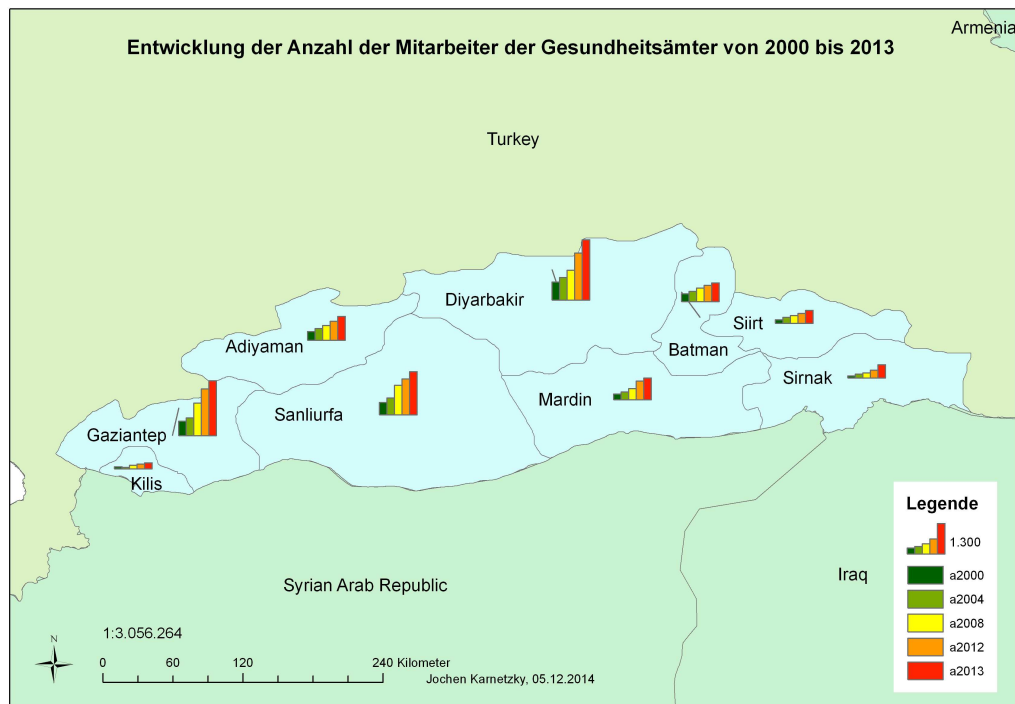 Armenia
Entwicklung der Anzahl der Mitarbeiter der Gesundheitsämter von 2000 bis 2013
Turkey
Diyarbakir
Siirt
Adiyaman
Batman
Sirnak
Mardin
Sanliurfa
Gaziantep
Kilis
Legende
1.300
a2000
a2004
a2008
a2012
a2013
Syrian Arab Republic
Iraq
N
1:3.056.264
0 60 120 240 Kilometer
Jochen Karnetzky, 05.12.2014